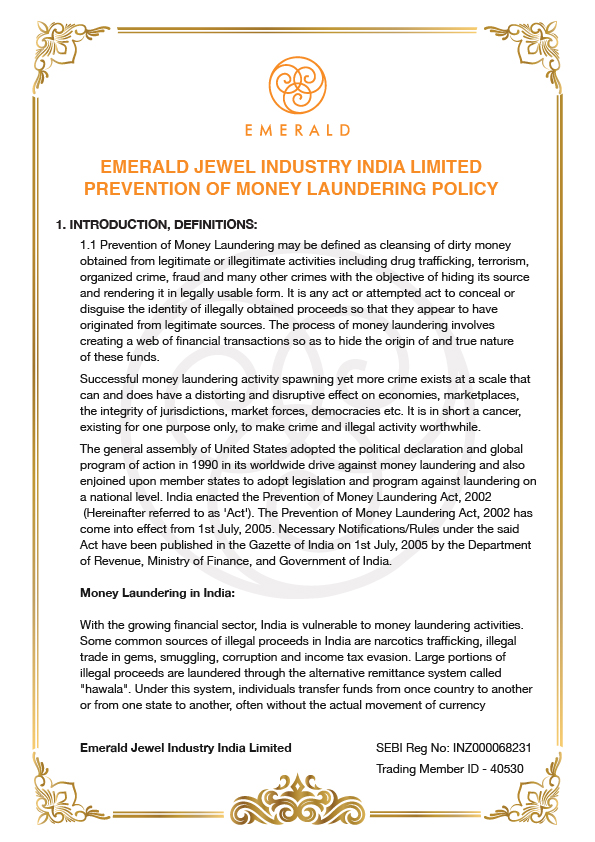 EMERALD
EMERALD JEWEL INDUSTRY INDIA LIMITED
PREVENTION OF MONEY LAUNDERING POLICY
1. INTRODUCTION, DEFINITIONS:
1.1 Prevention of Money Laundering may be defined as cleansing of dirty money
obtained from legitimate or illegitimate activities including drug trafficking, terrorism,
organized crime, fraud and many other crimes with the objective of hiding its source
and rendering it in legally usable form. It is any act or attempted act to conceal or
disguise the identity of illegally obtained proceeds so that they appear to have
originated from legitimate sources. The process of money laundering involves
creating a web of financial transactions so as to hide the origin of and true nature
of these funds.
Successful money laundering activity spawning yet more crime exists at a scale that
can and does have a distorting and disruptive effect on economies, marketplaces,
the integrity of jurisdictions, market forces, democracies etc. It is in short a cancer,
existing for one purpose only, to make crime and illegal activity worthwhile.
The general assembly of United States adopted the political declaration and global
program of action in 1990 in its worldwide drive against money laundering and also
enjoined upon member states to adopt legislation and program against laundering on
a national level. India enacted the Prevention of Money Laundering Act, 2002
(Hereinafter referred to as 'Act'). The Prevention of Money Laundering Act, 2002 has
come into effect from 1st July, 2005. Necessary Notifications/Rules under the said
Act have been published in the Gazette of India on 1st July, 2005 by the Department
of Revenue, Ministry of Finance, and Government of India.
Money Laundering in India:
With the growing financial sector, India is vulnerable to money laundering activities.
Some common sources of illegal proceeds in India are narcotics trafficking, illegal
trade in gems, smuggling, corruption and income tax evasion. Large portions of
illegal proceeds are laundered through the alternative remittance system called
"hawala". Under this system, individuals transfer funds from once country to another
or from one state to another, often without the actual movement of currency
Emerald Jewel Industry India Limited
SEBI Reg No: INZ000068231
Trading Member ID - 40530